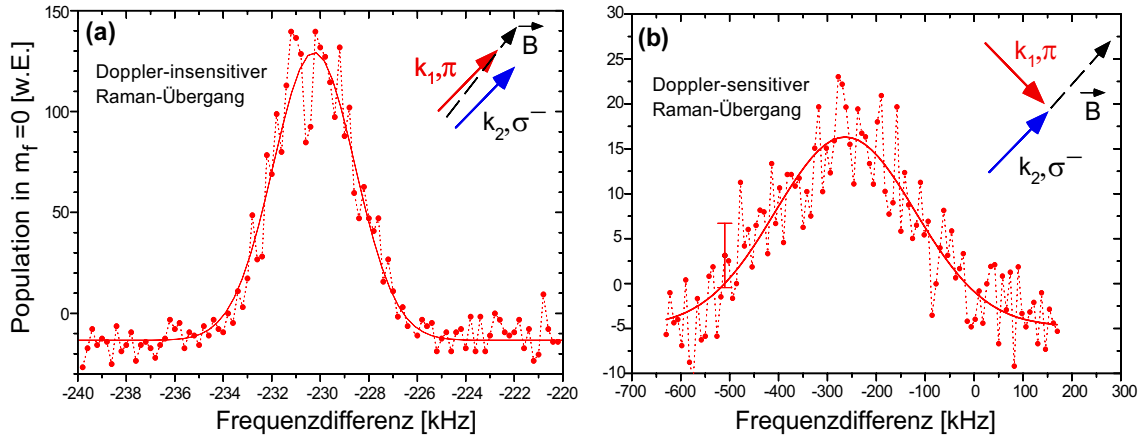 Population in m_f=0 [w.E.]
150
100
50
0
(a)
Doppler-insensitiver
Raman-Übergang
k₁,π
B
k₂,σ⁻
-240 -238 -236 -234 -232 -230 -228 -226 -224 -222 -220
Frequenzdifferenz [kHz]
30
25
20
15
10
5
0
-5
-10
(b)
Doppler-sensitiver
Raman-Übergang
k₁,π
B
k₂,σ⁻
-700 -600 -500 -400 -300 -200 -100 0 100 200 300
Frequenzdifferenz [kHz]